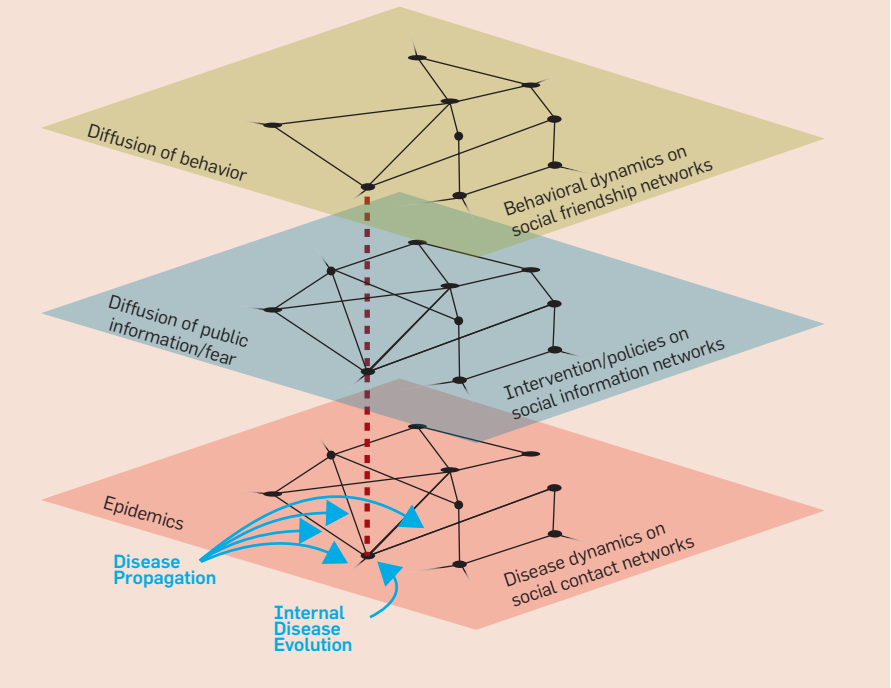 Diffusion of behavior
Behavioral dynamics on
social friendship networks
Diffusion of public
information/fear
Intervention/policies on
social information networks
Epidemics
Disease dynamics on
social contact networks
Disease
Propagation
Internal
Disease
Evolution